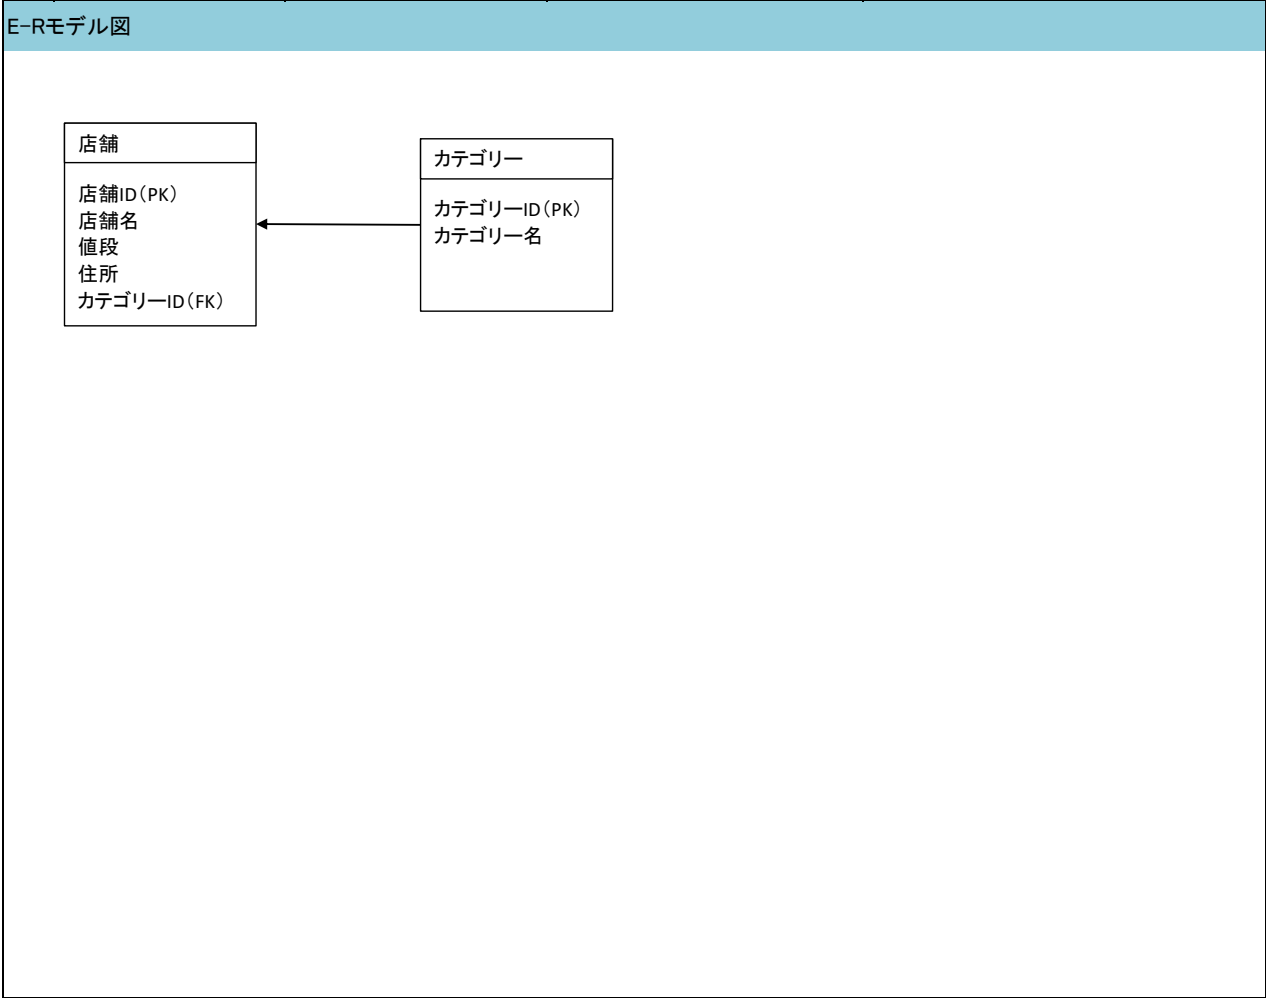 E-Rモデル図
店舗
店舗ID(PK)
店舗名
値段
住所
カテゴリーID(FK)
カテゴリー
カテゴリーID(PK)
カテゴリー名